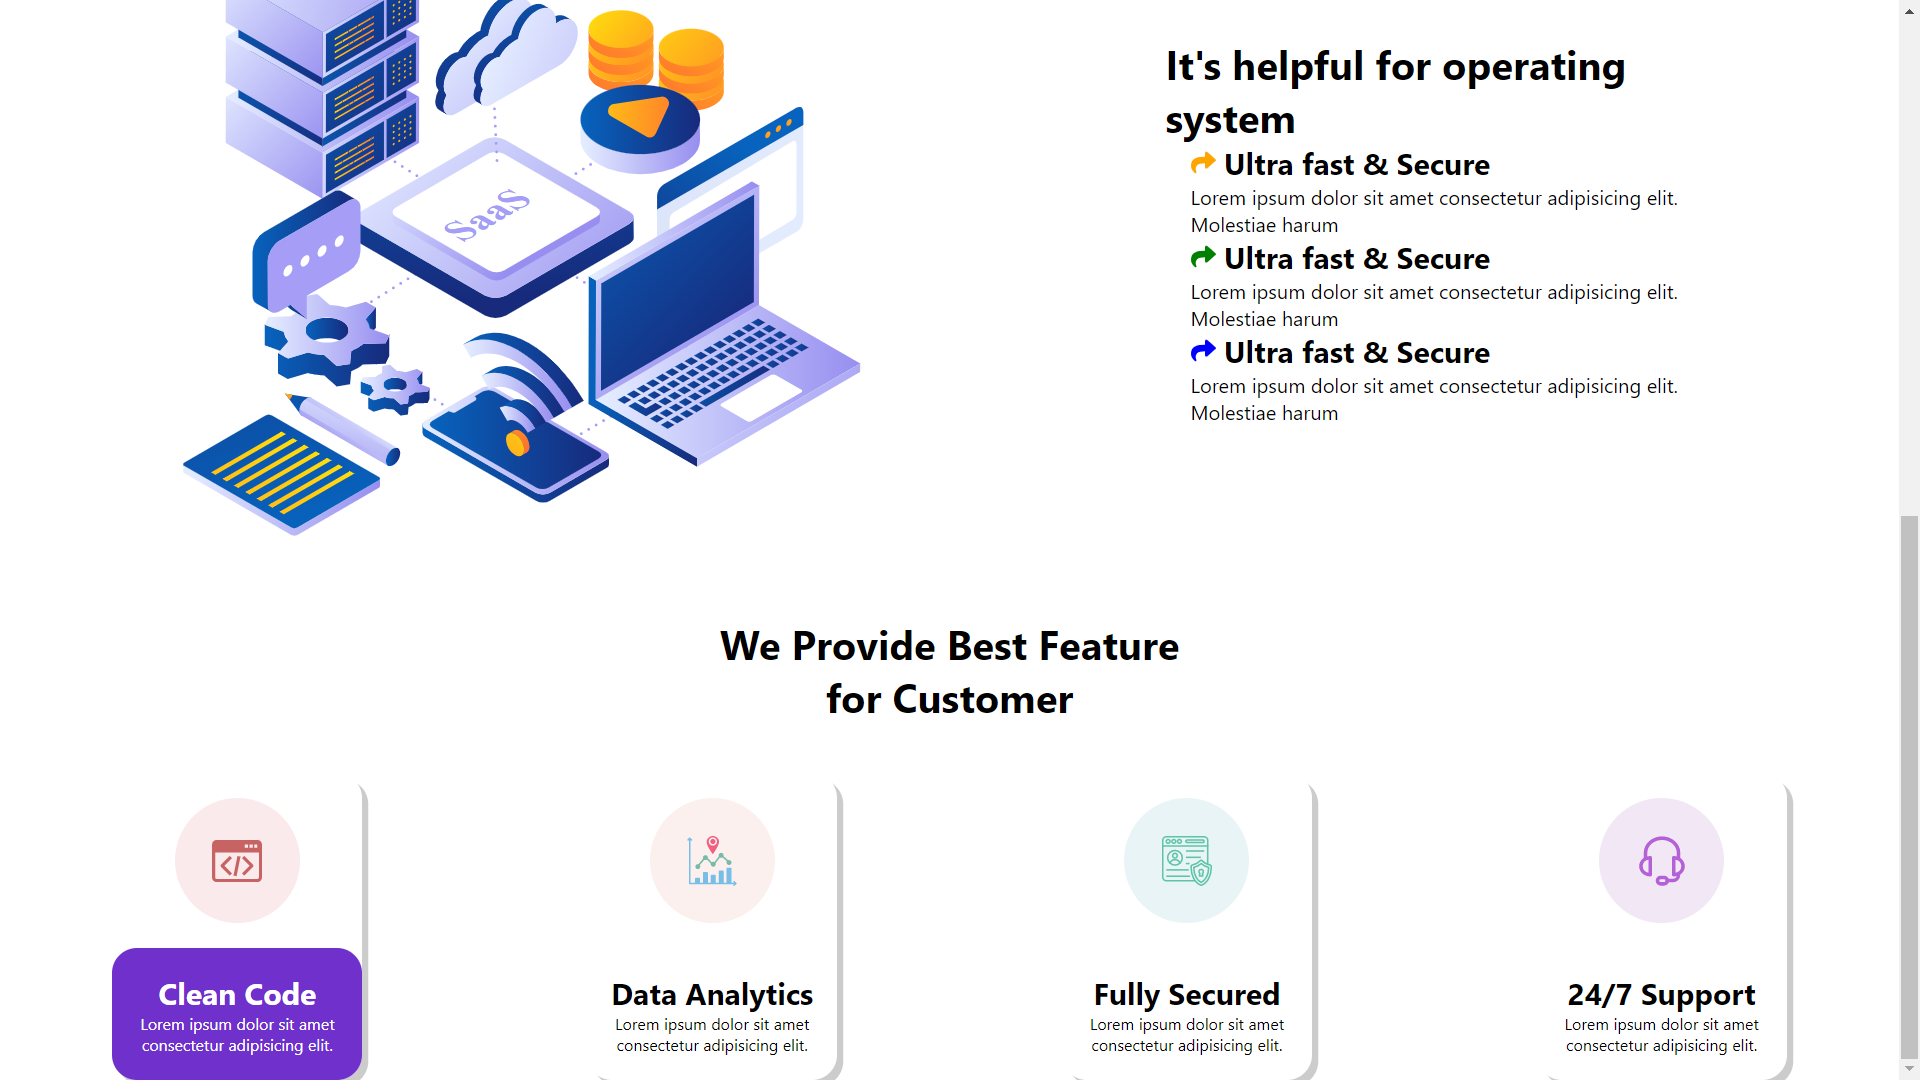 SaaS
It's helpful for operating
system
Ultra fast & Secure
Lorem ipsum dolor sit amet consectetur adipisicing elit.
Molestiae harum
Ultra fast & Secure
Lorem ipsum dolor sit amet consectetur adipisicing elit.
Molestiae harum
Ultra fast & Secure
Lorem ipsum dolor sit amet consectetur adipisicing elit.
Molestiae harum
We Provide Best Feature
for Customer
Clean Code
Lorem ipsum dolor sit amet
consectetur adipisicing elit.
Data Analytics
Lorem ipsum dolor sit amet
consectetur adipisicing elit.
Fully Secured
Lorem ipsum dolor sit amet
consectetur adipisicing elit.
24/7 Support
Lorem ipsum dolor sit amet
consectetur adipisicing elit.